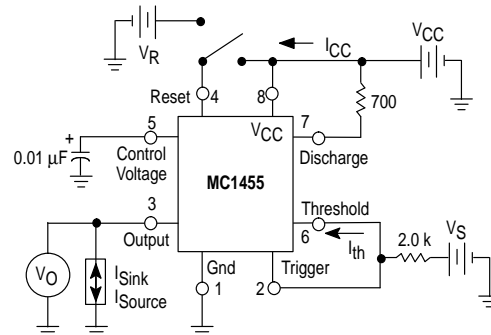 V_R
I_CC
V_CC
Reset
4
8
700
5
V_CC
7
+
0.01 μF
Control
Voltage
Discharge
MC1455
3
Threshold
V_S
Output
6
I_th
2.0 k
V_O
I_Sink
I_Source
Gnd
Trigger
1
2